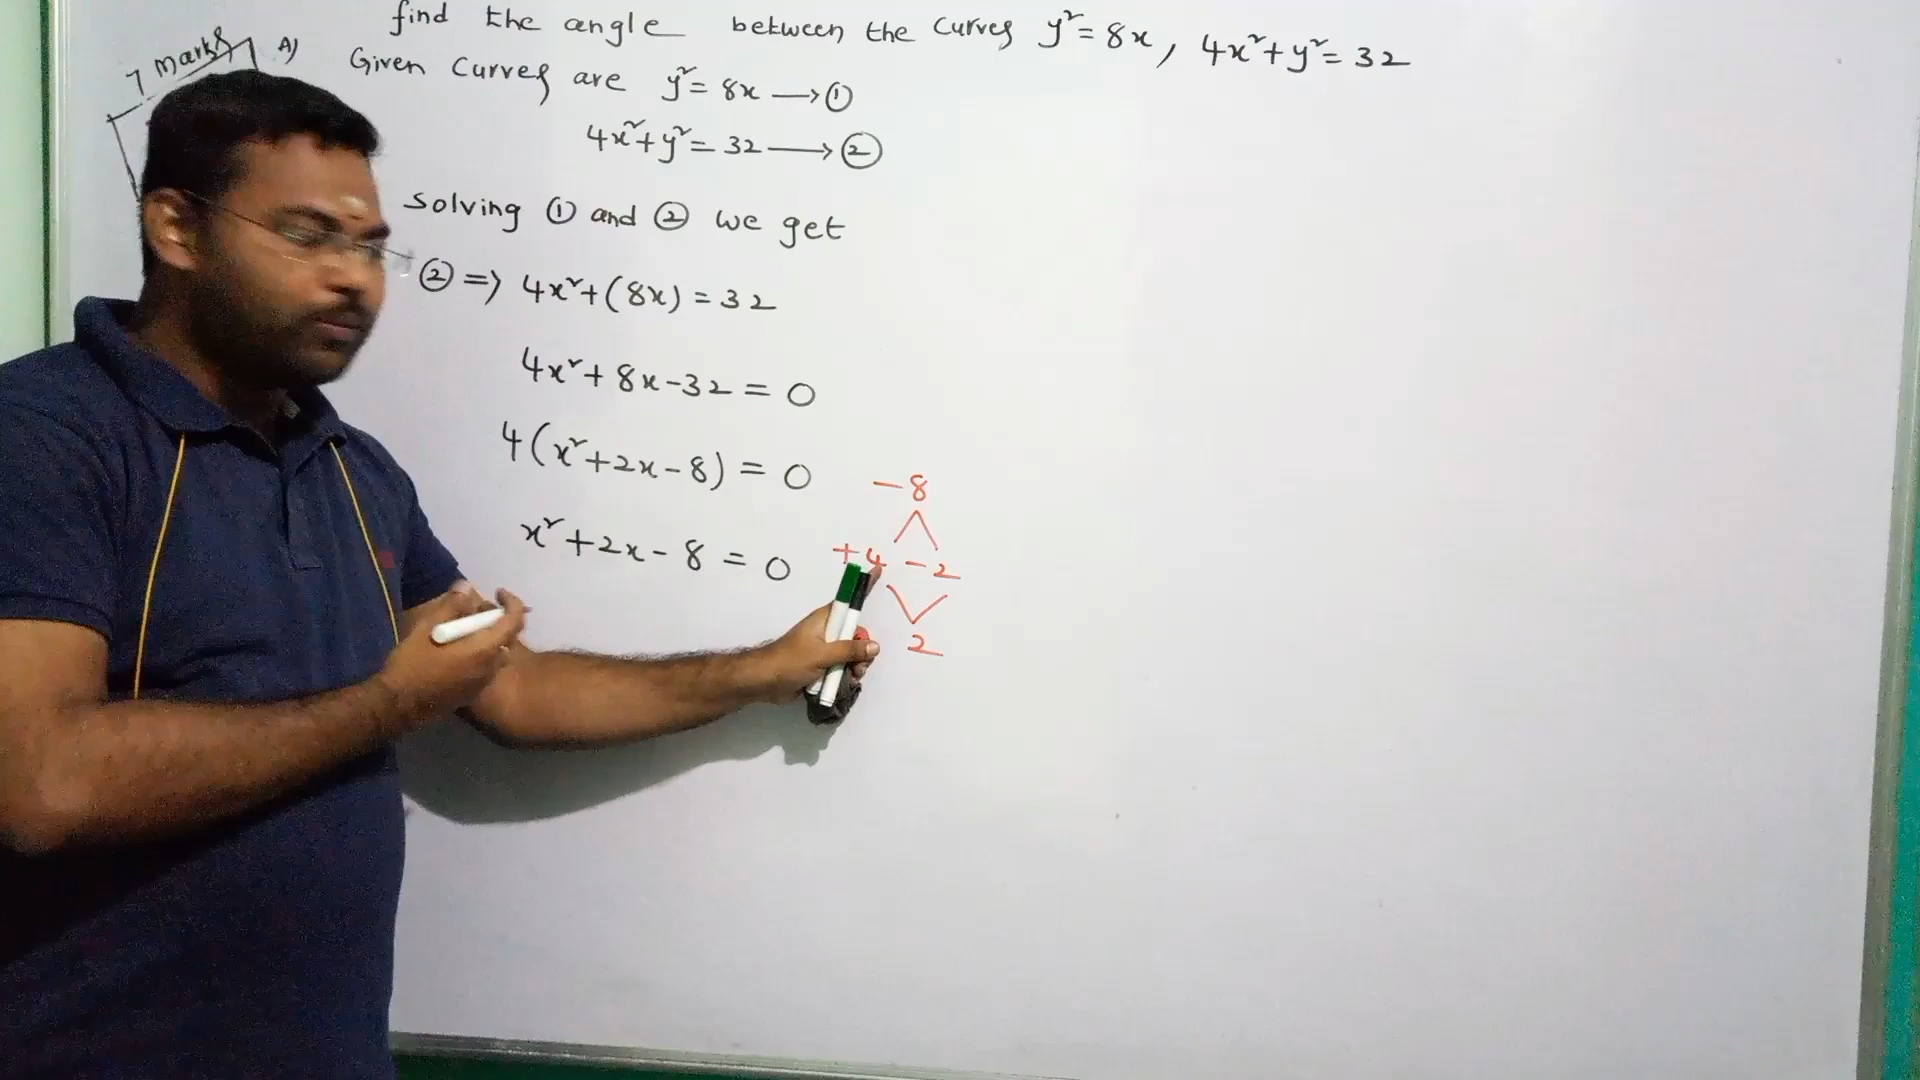 find the angle between the curves y² = 8x, 4x² + y² = 32
7 marks
A) Given curves are y² = 8x → ①
4x² + y² = 32 → ②
Solving ① and ② we get
② ⇒ 4x² + (8x) = 32
4x² + 8x - 32 = 0
4(x² + 2x - 8) = 0
x² + 2x - 8 = 0
-8
+4 -2
2